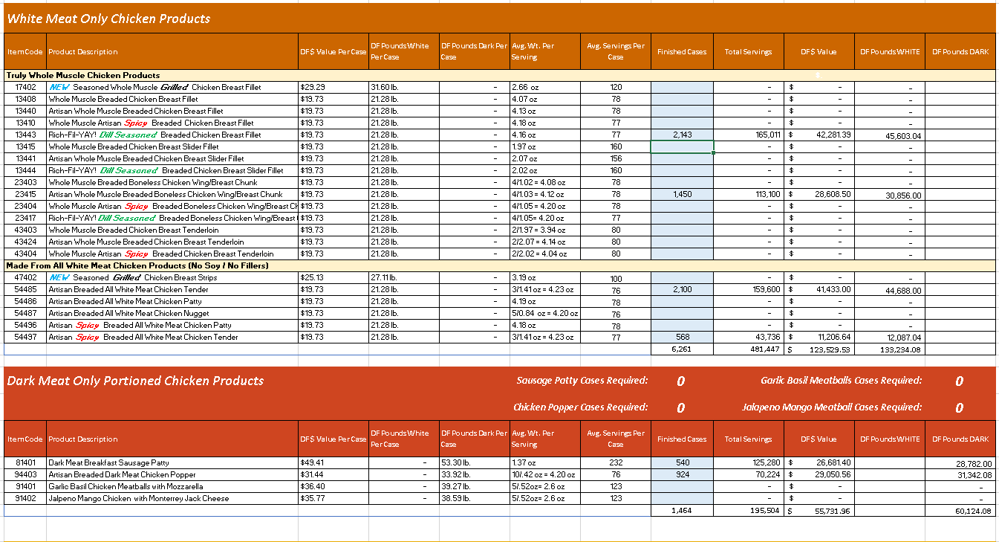 White Meat Only Chicken Products
ItemCode Product Description DF$ Value Per Case DF Pounds White Per Case DF Pounds Dark Per Case Avg. Wt. Per Serving Avg. Servings Per Case Finished Cases Total Servings DF$ Value DF Pounds WHITE DF Pounds DARK
Truly Whole Muscle Chicken Products
17402 NEW Seasoned Whole Muscle Grilled Chicken Breast Fillet $29.29 31.60 lb. - 2.66 oz 120 - $ - -
13408 Whole Muscle Breaded Chicken Breast Fillet $19.73 21.28 lb. - 4.07 oz 78 - $ - -
13440 Artisan Whole Muscle Breaded Chicken Breast Fillet $19.73 21.28 lb. - 4.13 oz 78 - $ - -
13410 Whole Muscle Artisan Spicy Breaded Chicken Breast Fillet $19.73 21.28 lb. - 4.18 oz 77 - $ - -
13443 Rich-Fil-YAY! Dill Seasoned Breaded Chicken Breast Fillet $19.73 21.28 lb. - 4.16 oz 77 2,143 165,011 $ 42,281.39 45,603.04
13415 Whole Muscle Breaded Chicken Breast Slider Fillet $19.73 21.28 lb. - 1.97 oz 160 - $ - -
13441 Artisan Whole Muscle Breaded Chicken Breast Slider Fillet $19.73 21.28 lb. - 2.07 oz 156 - $ - -
13444 Rich-Fil-YAY! Dill Seasoned Breaded Chicken Breast Slider Fillet $19.73 21.28 lb. - 2.02 oz 160 - $ - -
23403 Whole Muscle Breaded Boneless Chicken Wing/Breast Chunk $19.73 21.28 lb. - 4/1.02 = 4.08 oz 78 - $ - -
23415 Artisan Whole Muscle Breaded Boneless Chicken Wing/Breast Chunk $19.73 21.28 lb. - 4/1.03 = 4.12 oz 78 1,450 113,100 $ 28,608.50 30,856.00
23404 Whole Muscle Artisan Spicy Breaded Boneless Chicken Wing/Breast Ch $19.73 21.28 lb. - 4/1.05 = 4.20 oz 78 - $ - -
23417 Rich-Fil-YAY! Dill Seasoned Breaded Boneless Chicken Wing/Breast $19.73 21.28 lb. - 4/1.05= 4.20 oz 77 - $ - -
43403 Whole Muscle Breaded Chicken Breast Tenderloin $19.73 21.28 lb. - 2/1.97 = 3.94 oz 80 - $ - -
43424 Artisan Whole Muscle Breaded Chicken Breast Tenderloin $19.73 21.28 lb. - 2/2.07 = 4.14 oz 80 - $ - -
43404 Whole Muscle Artisan Spicy Breaded Chicken Breast Tenderloin $19.73 21.28 lb. - 2/2.02 = 4.04 oz 80 - $ - -
Made From All White Meat Chicken Products (No Soy / No Fillers)
47402 NEW Seasoned Grilled Chicken Breast Strips $25.13 27.11 lb. - 3.19 oz 100 - $ - -
54485 Artisan Breaded All White Meat Chicken Tender $19.73 21.28 lb. - 3/1.41 oz = 4.23 oz 76 2,100 159,600 $ 41,433.00 44,688.00
54486 Artisan Breaded All White Meat Chicken Patty $19.73 21.28 lb. - 4.19 oz 78 - $ - -
54487 Artisan Breaded All White Meat Chicken Nugget $19.73 21.28 lb. - 5/0.84 oz = 4.20 oz 76 - $ - -
54496 Artisan Spicy Breaded All White Meat Chicken Patty $19.73 21.28 lb. - 4.18 oz 78 - $ - -
54497 Artisan Spicy Breaded All White Meat Chicken Tender $19.73 21.28 lb. - 3/1.41 oz = 4.23 oz 77 568 43,736 $ 11,206.64 12,087.04
6,261 481,447 $ 123,529.53 133,234.08
Dark Meat Only Portioned Chicken Products Sausage Patty Cases Required: 0 Garlic Basil Meatballs Cases Required: 0
Chicken Popper Cases Required: 0 Jalapeno Mango Meatball Cases Required: 0
ItemCode Product Description DF$ Value Per Case DF Pounds White Per Case DF Pounds Dark Per Case Avg. Wt. Per Serving Avg. Servings Per Case Finished Cases Total Servings DF$ Value DF Pounds WHITE DF Pounds DARK
81401 Dark Meat Breakfast Sausage Patty $49.41 - 53.30 lb. 1.37 oz 232 540 125,280 $ 26,681.40 28,782.00
94403 Artisan Breaded Dark Meat Chicken Popper $31.44 - 33.92 lb. 10/.42 oz = 4.20 oz 76 924 70,224 $ 29,050.56 31,342.08
91401 Garlic Basil Chicken Meatballs with Mozzarella $36.40 - 39.27 lb. 5/.52oz= 2.6 oz 123 - $ - -
91402 Jalpeno Mango Chicken with Monterrey Jack Cheese $35.77 - 38.59 lb. 5/.52oz= 2.6 oz 123 - $ - -
1,464 195,504 $ 55,731.96 60,124.08